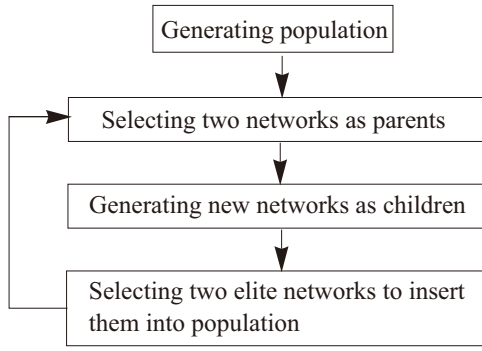 Generating population
Selecting two networks as parents
Generating new networks as children
Selecting two elite networks to insert
them into population